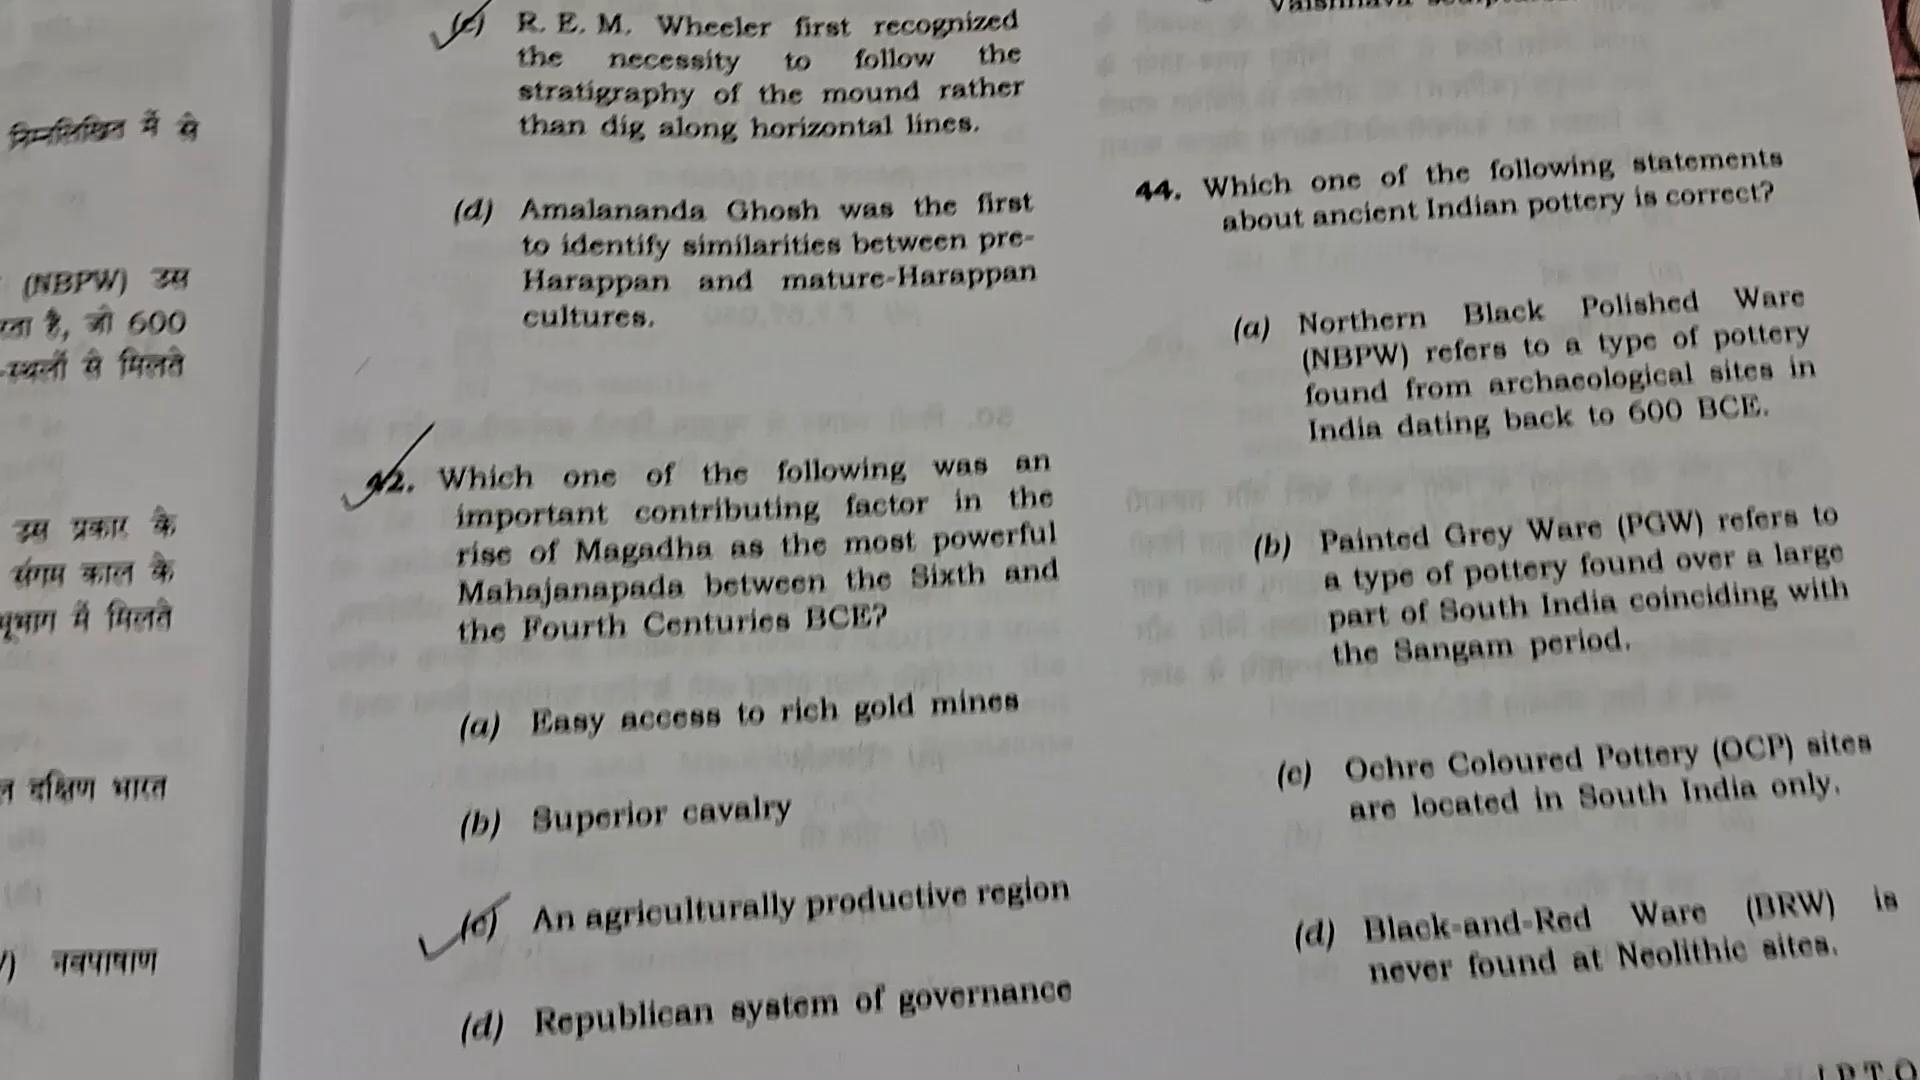 निम्नलिखित में से
(NBPW) उस
है, जो 600
स्थलों से मिलते
उस प्रकार के
संगम काल के
भूभाग में मिलते
दक्षिण भारत
नवपाषाण
(c) R. E. M. Wheeler first recognized
the necessity to follow the
stratigraphy of the mound rather
than dig along horizontal lines.
(d) Amalananda Ghosh was the first
to identify similarities between pre-
Harappan and mature-Harappan
cultures.
42. Which one of the following was an
important contributing factor in the
rise of Magadha as the most powerful
Mahajanapada between the Sixth and
the Fourth Centuries BCE?
(a) Easy access to rich gold mines
(b) Superior cavalry
(c) An agriculturally productive region
(d) Republican system of governance
44. Which one of the following statements
about ancient Indian pottery is correct?
(a) Northern Black Polished Ware
(NBPW) refers to a type of pottery
found from archaeological sites in
India dating back to 600 BCE.
(b) Painted Grey Ware (PGW) refers to
a type of pottery found over a large
part of South India coinciding with
the Sangam period.
(c) Ochre Coloured Pottery (OCP) sites
are located in South India only.
(d) Black-and-Red Ware (BRW) is
never found at Neolithic sites.